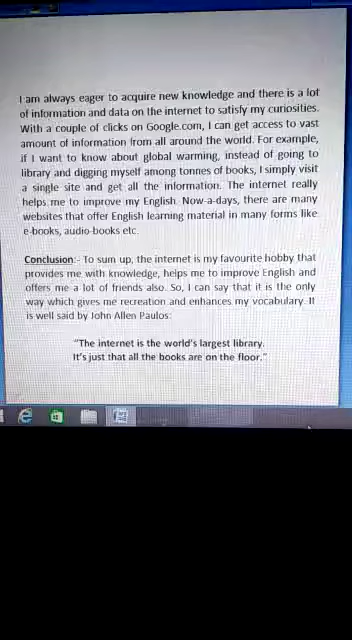 I am always eager to acquire new knowledge and there is a lot
of information and data on the internet to satisfy my curiosities.
With a couple of clicks on Google.com, I can get access to vast
amount of information from all around the world. For example,
if I want to know about global warming, instead of going to
library and digging myself among tonnes of books, I simply visit
a single site and get all the information. The internet really
helps me to improve my English. Now-a-days, there are many
websites that offer English learning material in many forms like
e-books, audio-books etc.
Conclusion:- To sum up, the internet is my favourite hobby that
provides me with knowledge, helps me to improve English and
offers me a lot of friends also. So, I can say that it is the only
way which gives me recreation and enhances my vocabulary. It
is well said by John Allen Paulos:
"The internet is the world's largest library.
It's just that all the books are on the floor."